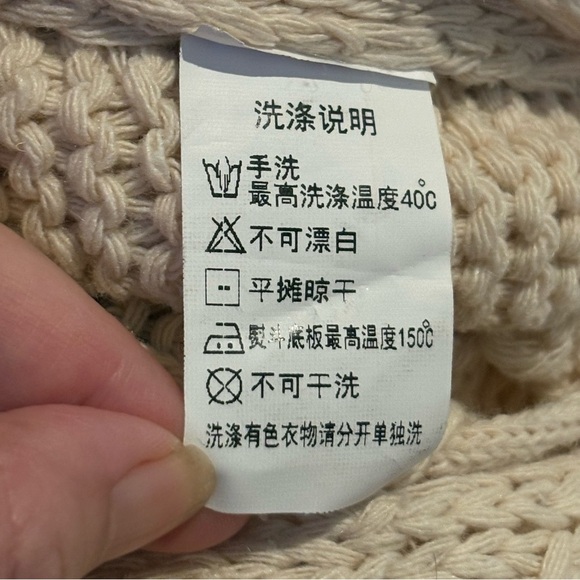 洗涤说明
手洗
最高洗涤温度40℃
不可漂白
平摊晾干
熨斗底板最高温度150℃
不可干洗
洗涤有色衣物请分开单独洗